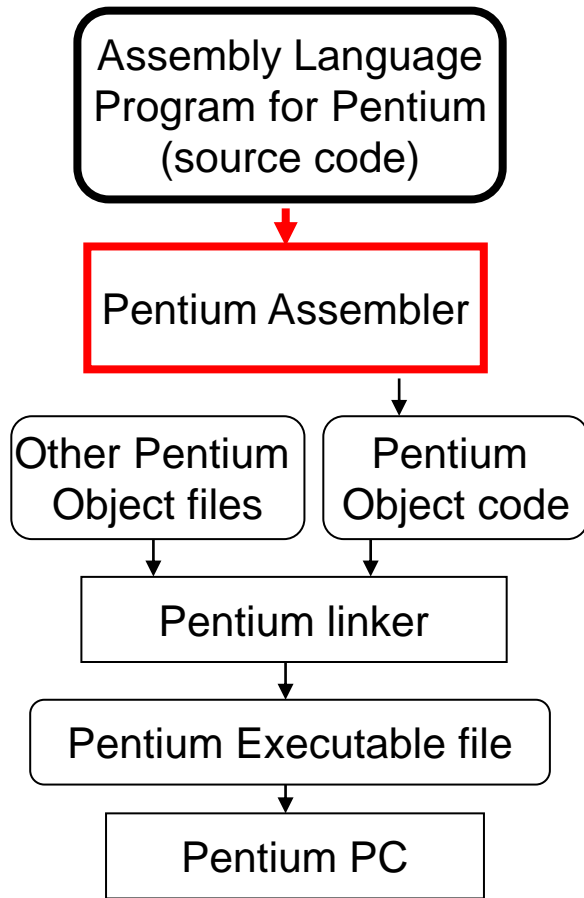 Assembly Language
Program for Pentium
(source code)
Pentium Assembler
Other Pentium
Object files
Pentium
Object code
Pentium linker
Pentium Executable file
Pentium PC